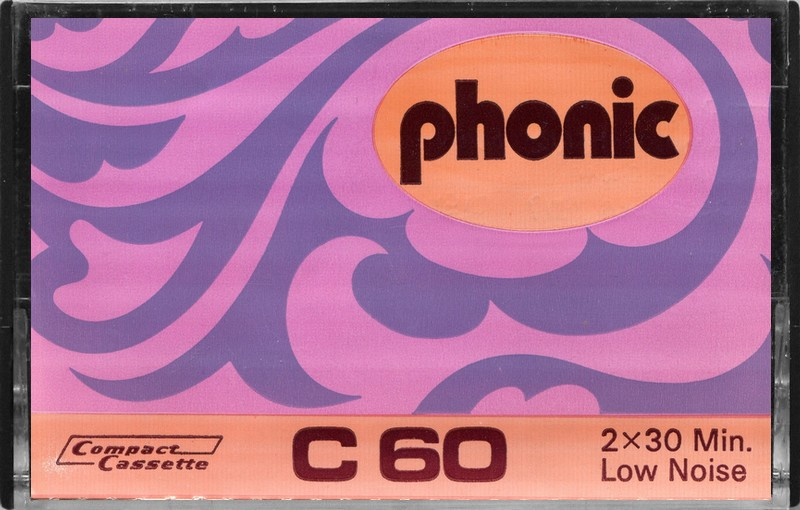 phonic
Compact
Cassette
C 60
2×30 Min.
Low Noise